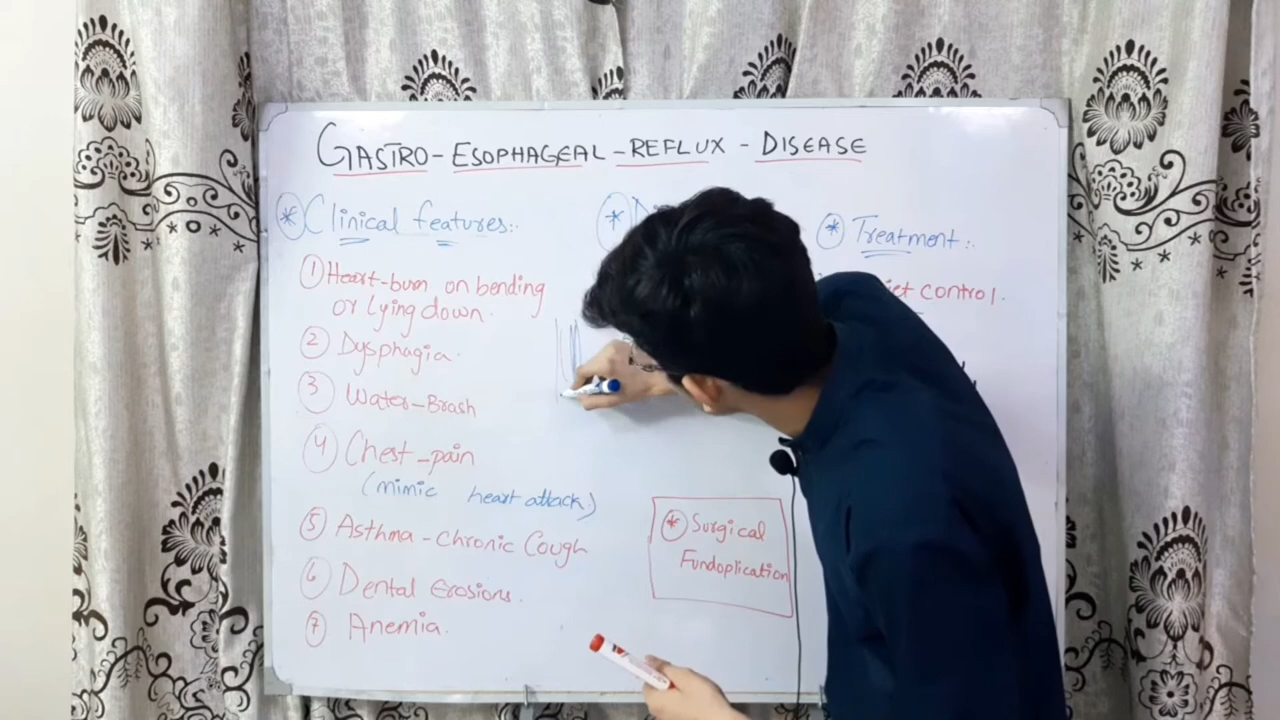 GASTRO-ESOPHAGEAL-REFLUX-DISEASE
* Clinical features:
1 Heart-burn on bending
or lying down.
2 Dysphagia.
3 Water-Brash
4 Chest-pain
(mimic heart attack)
5 Asthma-Chronic Cough
6 Dental Erosions.
7 Anemia.
*
* Treatment:
control.
* Surgical
Fundoplication